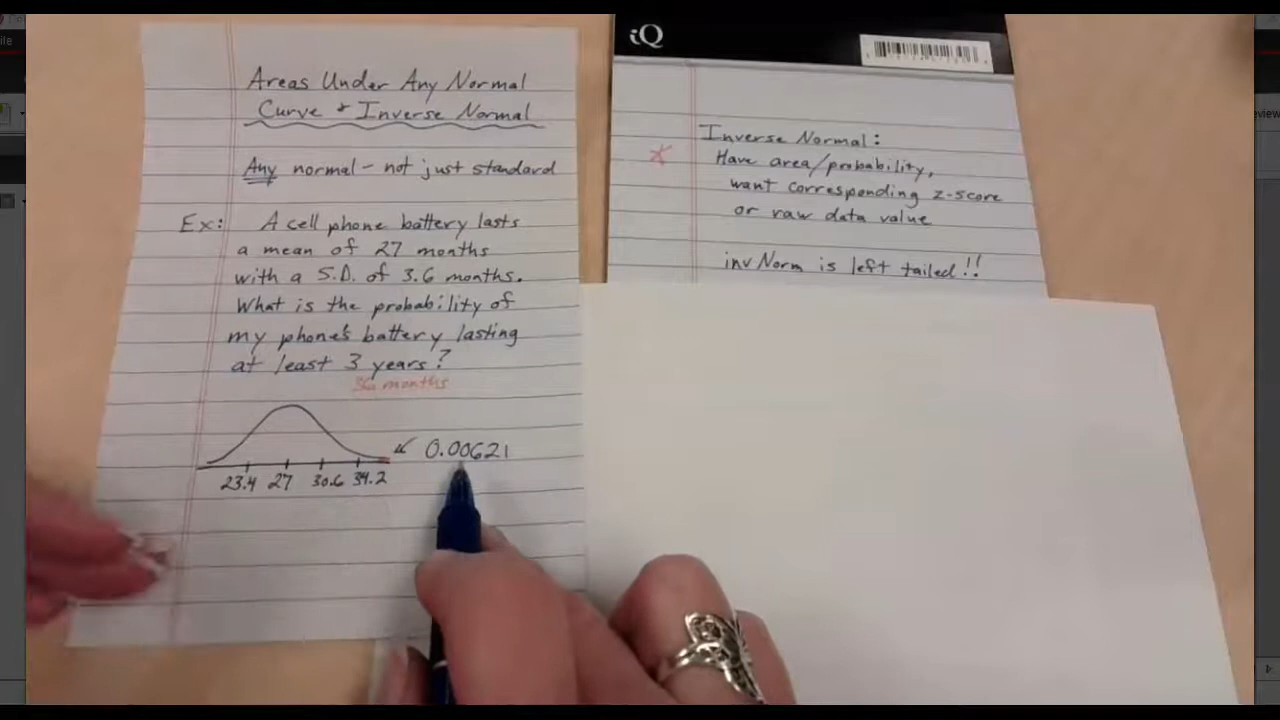 Areas Under Any Normal
Curve + Inverse Normal
Any normal - not just standard
Ex: A cell phone battery lasts
a mean of 27 months
with a S.D. of 3.6 months.
What is the probability of
my phone's battery lasting
at least 3 years?
36 months
0.00621
23.4 27 30.6 34.2
iQ
Inverse Normal:
Have area/probability,
want corresponding z-score
or raw data value
invNorm is left tailed!!